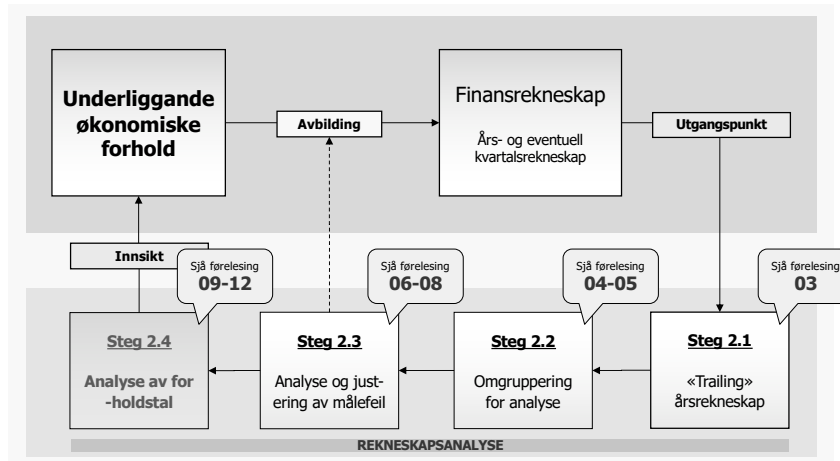 Underliggande
økonomiske
forhold
Avbilding
Finansrekneskap
Års- og eventuell
kvartalsrekneskap
Utgangspunkt
Innsikt
Sjå førelesing
09-12
Sjå førelesing
06-08
Sjå førelesing
04-05
Sjå førelesing
03
Steg 2.4
Analyse av for
-holdstal
Steg 2.3
Analyse og just-
ering av målefeil
Steg 2.2
Omgruppering
for analyse
Steg 2.1
«Trailing»
årsrekneskap
REKNESKAPSANALYSE